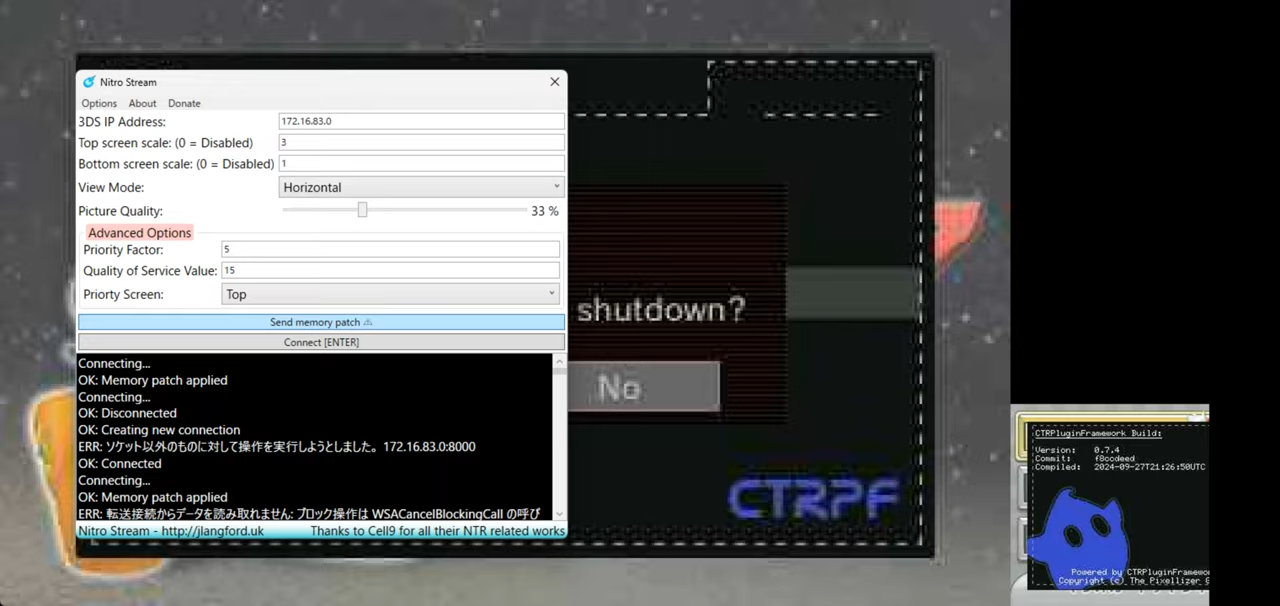 Nitro Stream
Options About Donate
3DS IP Address: 172.16.83.0
Top screen scale: (0 = Disabled) 3
Bottom screen scale: (0 = Disabled) 1
View Mode: Horizontal
Picture Quality: 33 %
Advanced Options
Priority Factor: 5
Quality of Service Value: 15
Priorty Screen: Top
Send memory patch ⚠
Connect [ENTER]
Connecting...
OK: Memory patch applied
Connecting...
OK: Disconnected
OK: Creating new connection
ERR: ソケット以外のものに対して操作を実行しようとしました。 172.16.83.0:8000
OK: Connected
Connecting...
OK: Memory patch applied
ERR: 転送接続からデータを読み取れません: ブロック操作は WSACancelBlockingCall の呼び
Nitro Stream - http://jlangford.uk Thanks to Cell9 for all their NTR related works
shutdown?
No
CTRPF
CTRPluginFramework Build:
Version: 0.7.4
Commit: f8ccdeed
Compiled: 2024-09-27T21:26:50UTC
Powered by CTRPluginFramewo
Copyright (c) The Pixellizer